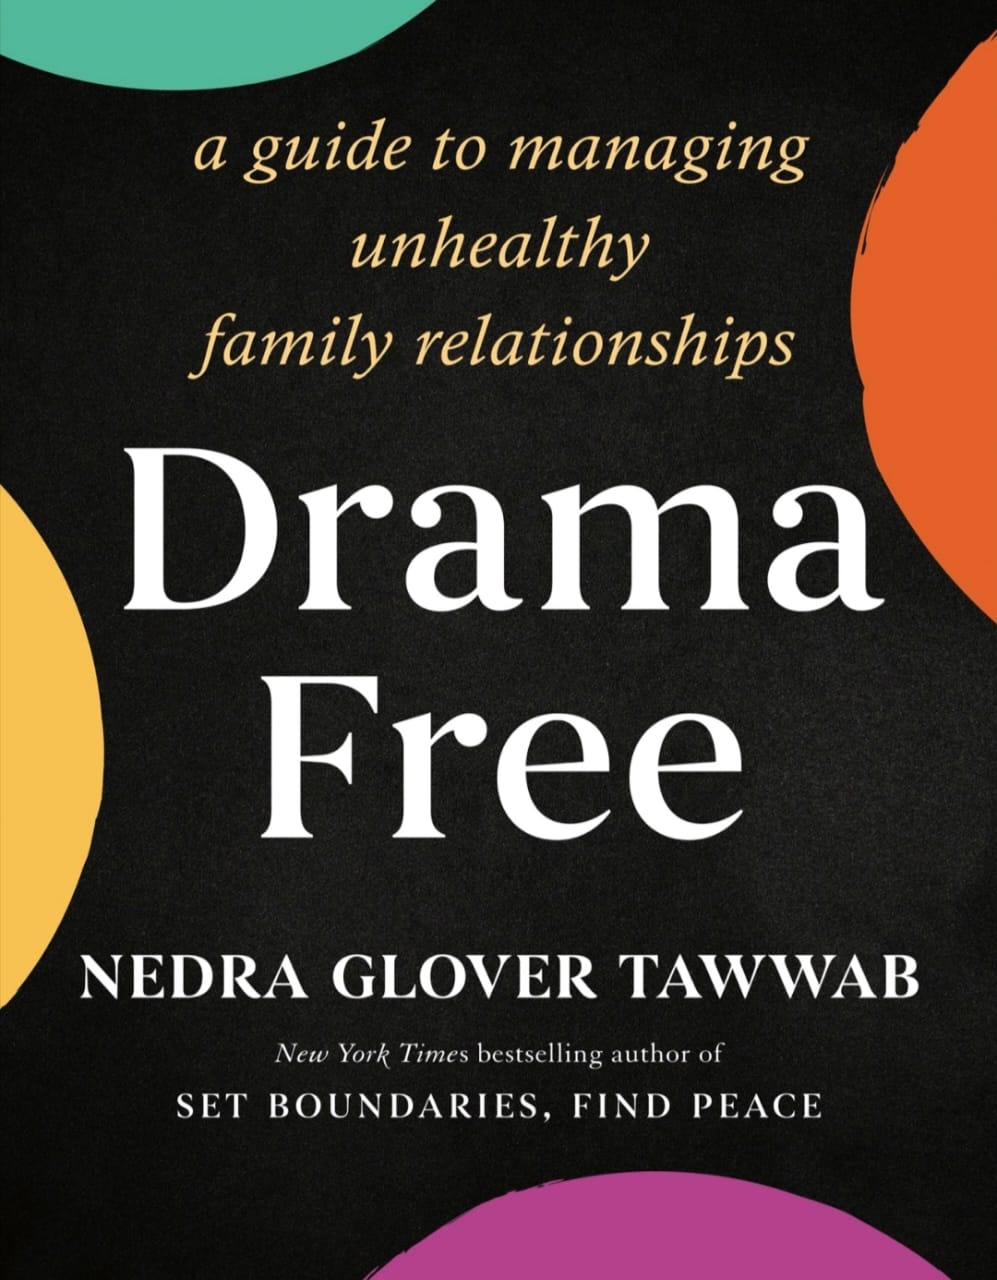 a guide to managing
unhealthy
family relationships
Drama
Free
NEDRA GLOVER TAWWAB
New York Times bestselling author of
SET BOUNDARIES, FIND PEACE